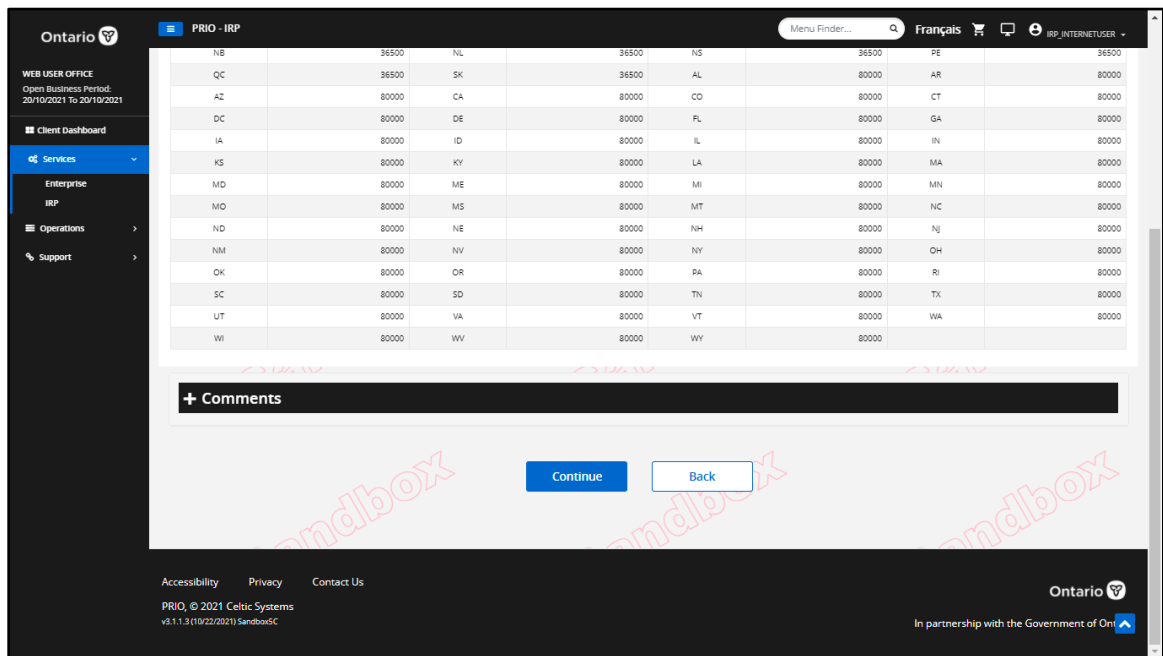 Ontario
PRIO - IRP
Menu Finder...
Français
IRP_INTERNETUSER
WEB USER OFFICE
Open Business Period:
20/10/2021 To 20/10/2021
Client Dashboard
Services
Enterprise
IRP
Operations
Support
NB 36500 NL 36500 NS 36500 PE 36500
QC 36500 SK 36500 AL 80000 AR 80000
AZ 80000 CA 80000 CO 80000 CT 80000
DC 80000 DE 80000 FL 80000 GA 80000
IA 80000 ID 80000 IL 80000 IN 80000
KS 80000 KY 80000 LA 80000 MA 80000
MD 80000 ME 80000 MI 80000 MN 80000
MO 80000 MS 80000 MT 80000 NC 80000
ND 80000 NE 80000 NH 80000 NJ 80000
NM 80000 NV 80000 NY 80000 OH 80000
OK 80000 OR 80000 PA 80000 RI 80000
SC 80000 SD 80000 TN 80000 TX 80000
UT 80000 VA 80000 VT 80000 WA 80000
WI 80000 WV 80000 WY 80000
+ Comments
Continue Back
andbox andbox andbox
Accessibility Privacy Contact Us
PRIO, © 2021 Celtic Systems
v3.1.1.3 (10/22/2021) SandboxSC
Ontario
In partnership with the Government of On